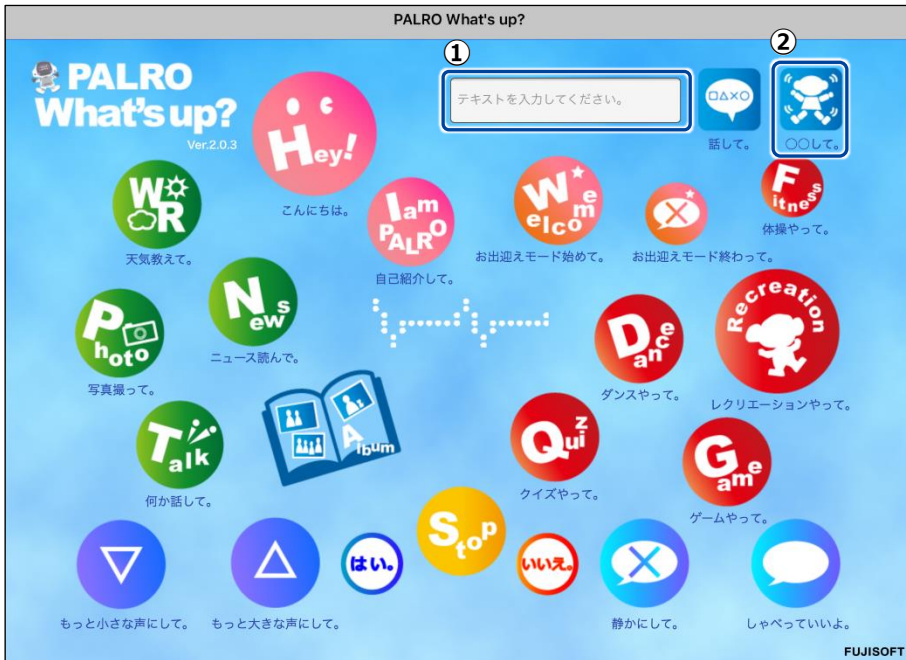 PALRO What's up?
①
②
PALRO
What's up?
Ver.2.0.3
Hey!
こんにちは。
テキストを入力してください。
□△×○
話して。
○○して。
WR
天気教えて。
I am
PALRO
自己紹介して。
Welcome
お出迎えモード始めて。
お出迎えモード終わって。
Fitness
体操やって。
Photo
写真撮って。
News
ニュース読んで。
Dance
ダンスやって。
Recreation
レクリエーションやって。
Talk
何か話して。
Album
Quiz
クイズやって。
Game
ゲームやって。
もっと小さな声にして。
もっと大きな声にして。
はい。
Stop
いいえ。
静かにして。
しゃべっていいよ。
FUJISOFT